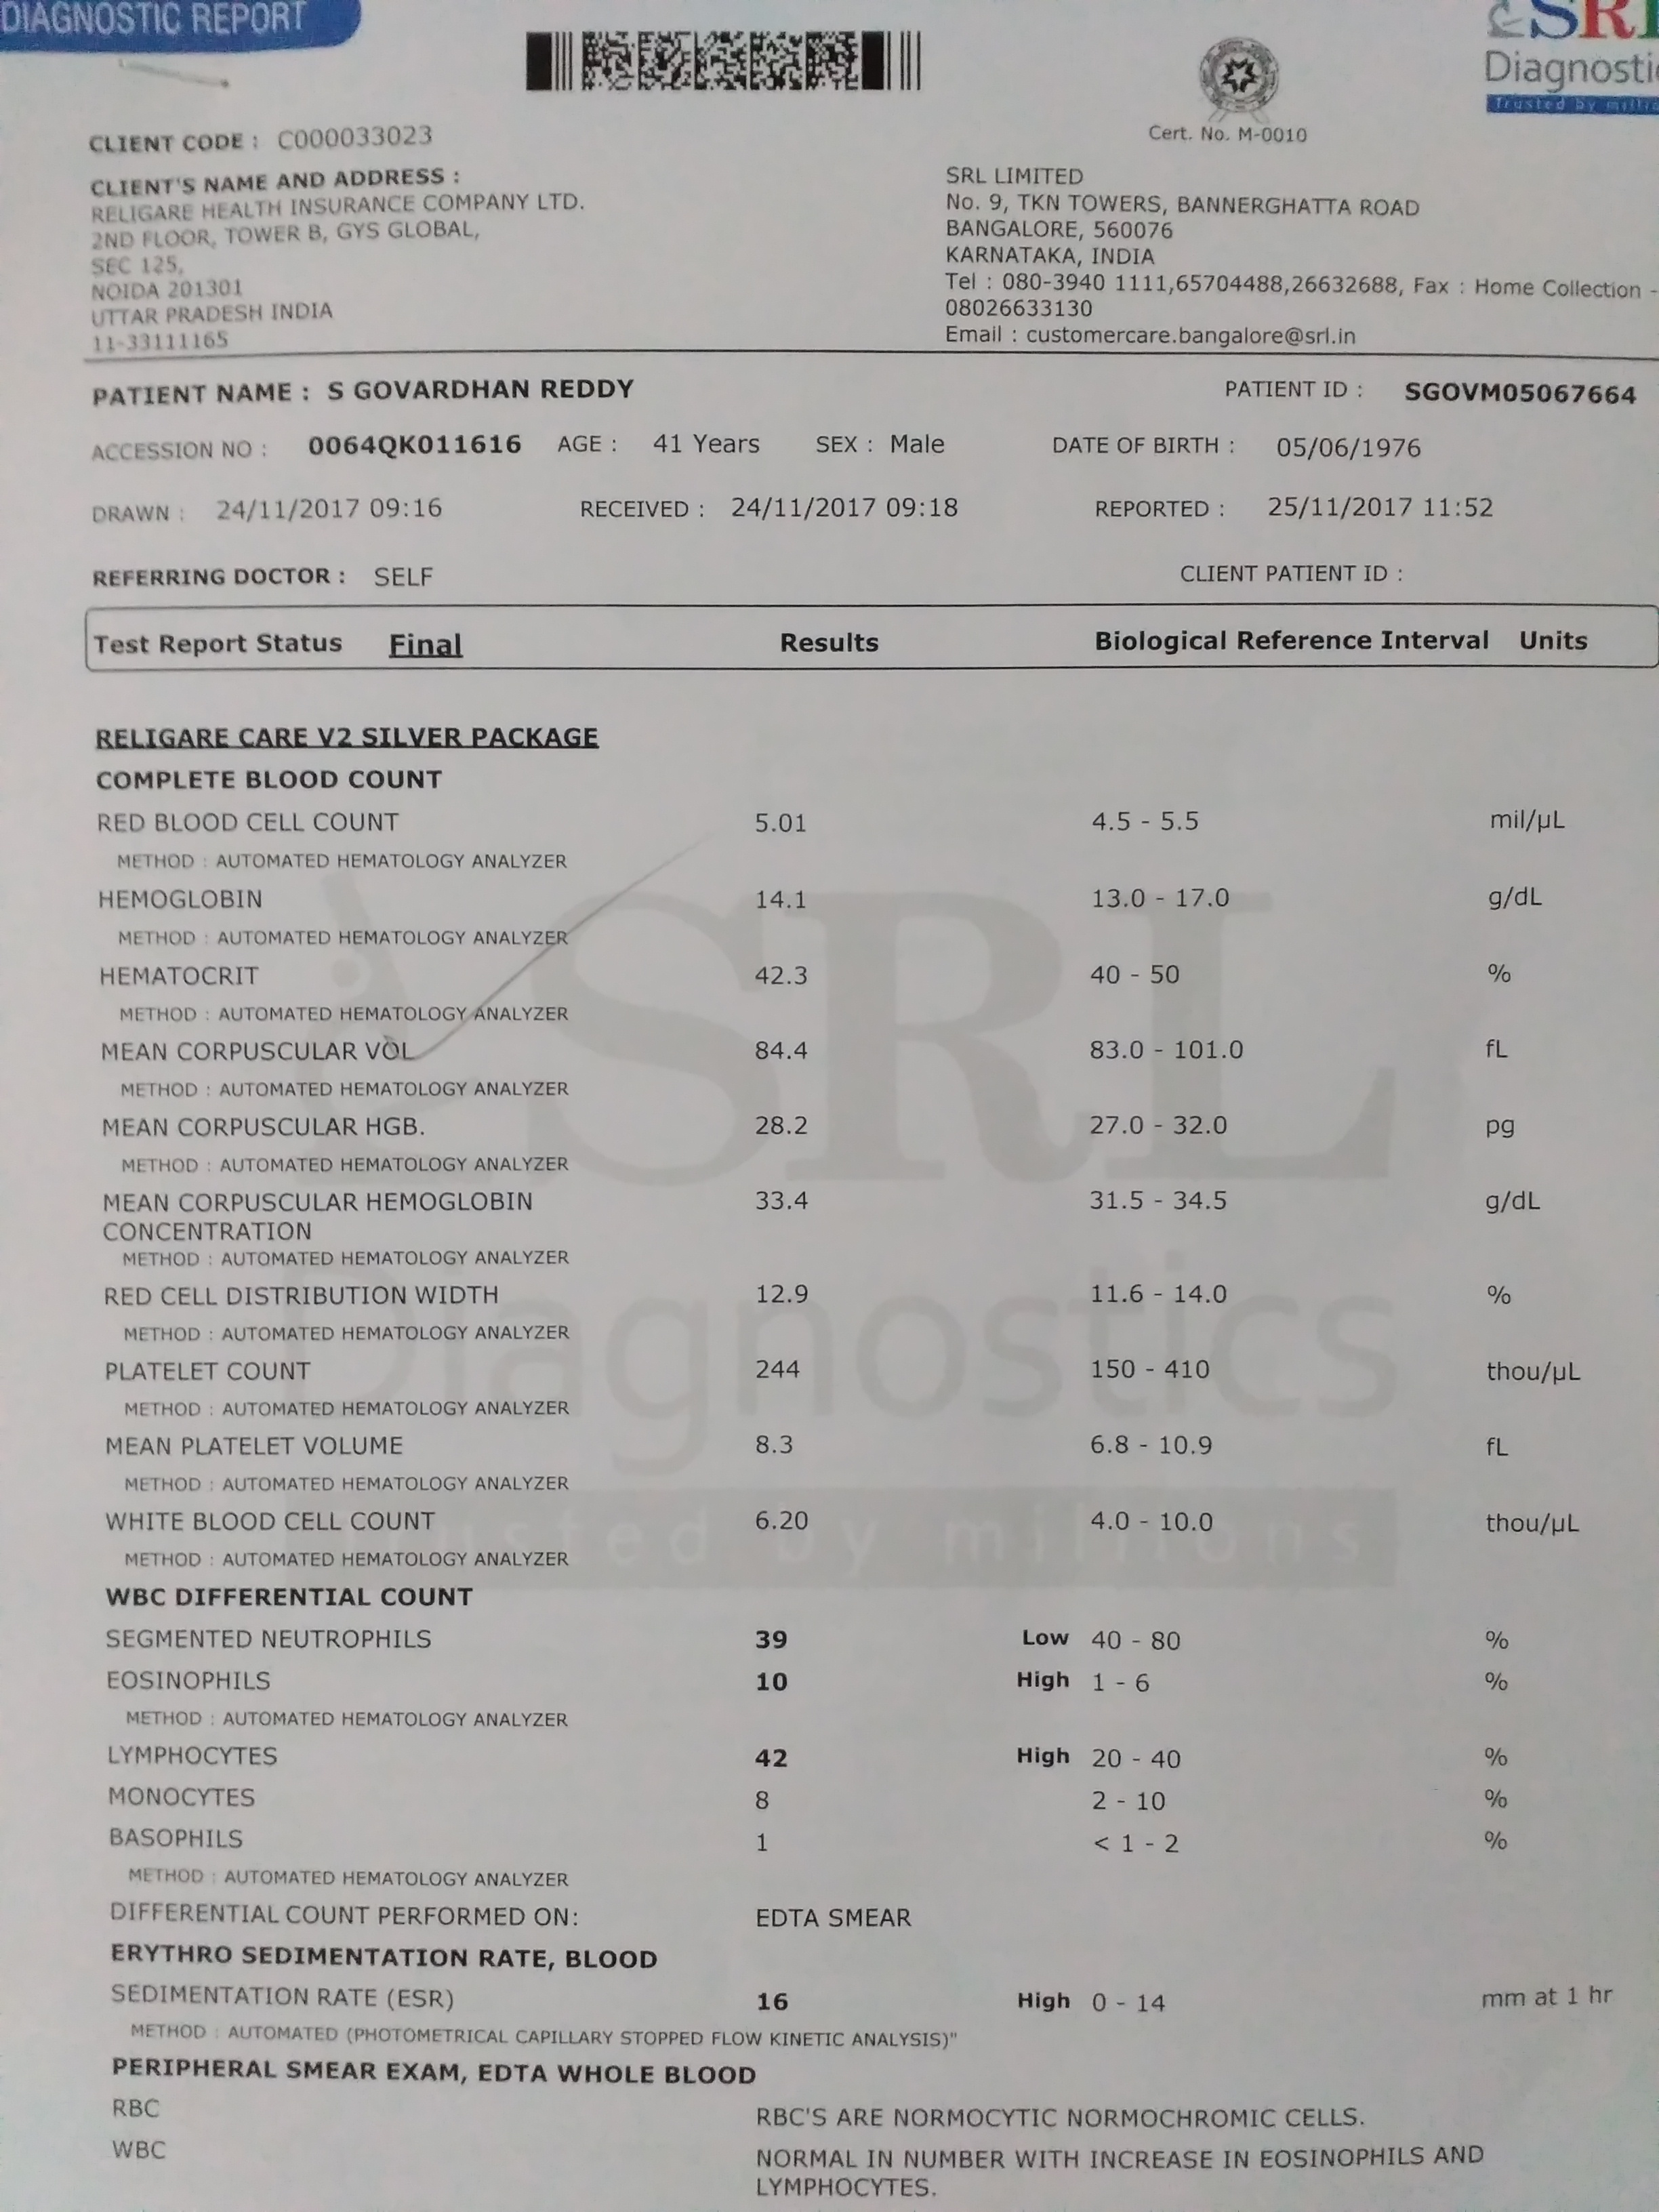 DIAGNOSTIC REPORT
SRL
Diagnostic
Trusted by
Cert. No. M-0010
CLIENT CODE : C000033023
CLIENT'S NAME AND ADDRESS :
RELIGARE HEALTH INSURANCE COMPANY LTD.
2ND FLOOR, TOWER B, GYS GLOBAL,
SEC 125,
NOIDA 201301
UTTAR PRADESH INDIA
11-33111165
SRL LIMITED
No. 9, TKN TOWERS, BANNERGHATTA ROAD
BANGALORE, 560076
KARNATAKA, INDIA
Tel : 080-3940 1111,65704488,26632688, Fax : Home Collection -
08026633130
Email : customercare.bangalore@srl.in
PATIENT NAME : S GOVARDHAN REDDY PATIENT ID : SGOVM05067664
ACCESSION NO : 0064QK011616 AGE : 41 Years SEX : Male DATE OF BIRTH : 05/06/1976
DRAWN : 24/11/2017 09:16 RECEIVED : 24/11/2017 09:18 REPORTED : 25/11/2017 11:52
REFERRING DOCTOR : SELF CLIENT PATIENT ID :
Test Report Status Final Results Biological Reference Interval Units
RELIGARE CARE V2 SILVER PACKAGE
COMPLETE BLOOD COUNT
RED BLOOD CELL COUNT 5.01 4.5 - 5.5 mil/µL
METHOD : AUTOMATED HEMATOLOGY ANALYZER
HEMOGLOBIN 14.1 13.0 - 17.0 g/dL
METHOD : AUTOMATED HEMATOLOGY ANALYZER
HEMATOCRIT 42.3 40 - 50 %
METHOD : AUTOMATED HEMATOLOGY ANALYZER
MEAN CORPUSCULAR VOL 84.4 83.0 - 101.0 fL
METHOD : AUTOMATED HEMATOLOGY ANALYZER
MEAN CORPUSCULAR HGB. 28.2 27.0 - 32.0 pg
METHOD : AUTOMATED HEMATOLOGY ANALYZER
MEAN CORPUSCULAR HEMOGLOBIN 33.4 31.5 - 34.5 g/dL
CONCENTRATION
METHOD : AUTOMATED HEMATOLOGY ANALYZER
RED CELL DISTRIBUTION WIDTH 12.9 11.6 - 14.0 %
METHOD : AUTOMATED HEMATOLOGY ANALYZER
PLATELET COUNT 244 150 - 410 thou/µL
METHOD : AUTOMATED HEMATOLOGY ANALYZER
MEAN PLATELET VOLUME 8.3 6.8 - 10.9 fL
METHOD : AUTOMATED HEMATOLOGY ANALYZER
WHITE BLOOD CELL COUNT 6.20 4.0 - 10.0 thou/µL
METHOD : AUTOMATED HEMATOLOGY ANALYZER
WBC DIFFERENTIAL COUNT
SEGMENTED NEUTROPHILS 39 Low 40 - 80 %
EOSINOPHILS 10 High 1 - 6 %
METHOD : AUTOMATED HEMATOLOGY ANALYZER
LYMPHOCYTES 42 High 20 - 40 %
MONOCYTES 8 2 - 10 %
BASOPHILS 1 < 1 - 2 %
METHOD : AUTOMATED HEMATOLOGY ANALYZER
DIFFERENTIAL COUNT PERFORMED ON: EDTA SMEAR
ERYTHRO SEDIMENTATION RATE, BLOOD
SEDIMENTATION RATE (ESR) 16 High 0 - 14 mm at 1 hr
METHOD : AUTOMATED (PHOTOMETRICAL CAPILLARY STOPPED FLOW KINETIC ANALYSIS)"
PERIPHERAL SMEAR EXAM, EDTA WHOLE BLOOD
RBC RBC'S ARE NORMOCYTIC NORMOCHROMIC CELLS.
WBC NORMAL IN NUMBER WITH INCREASE IN EOSINOPHILS AND
LYMPHOCYTES.
SRL
Diagnostics
trusted by millions